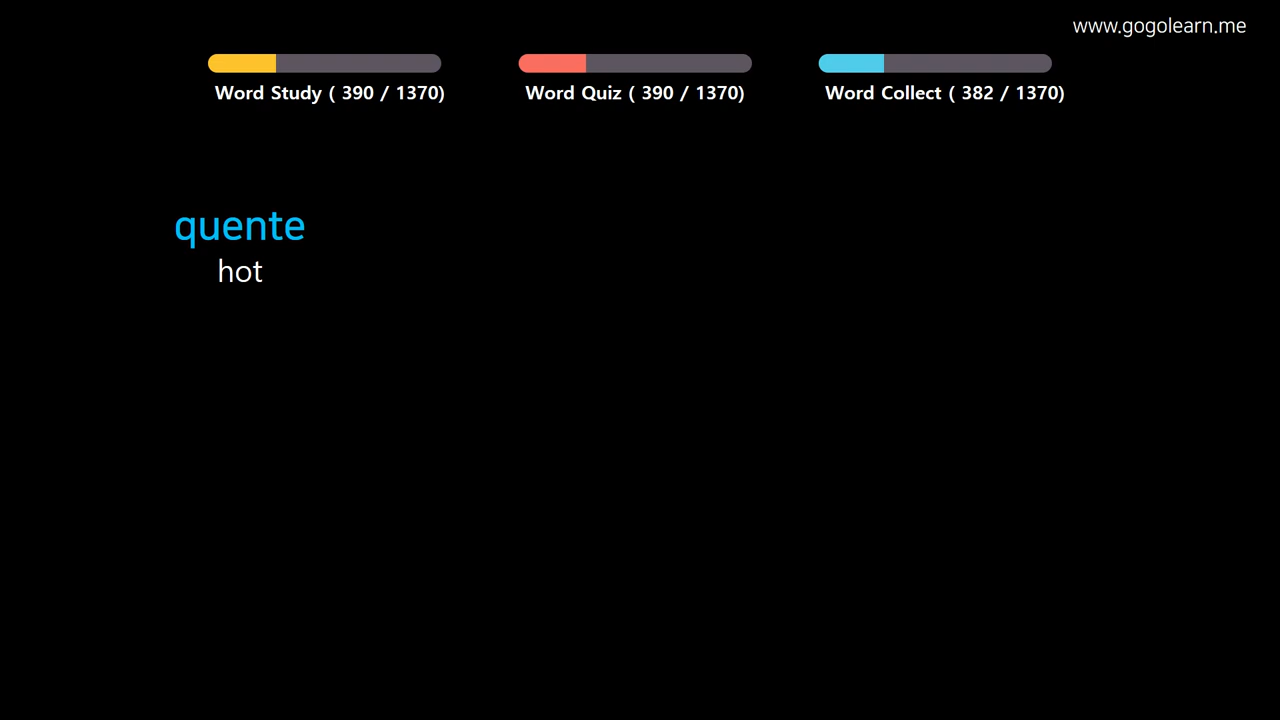 www.gogolearn.me
Word Study ( 390 / 1370)
Word Quiz ( 390 / 1370)
Word Collect ( 382 / 1370)
quente
hot